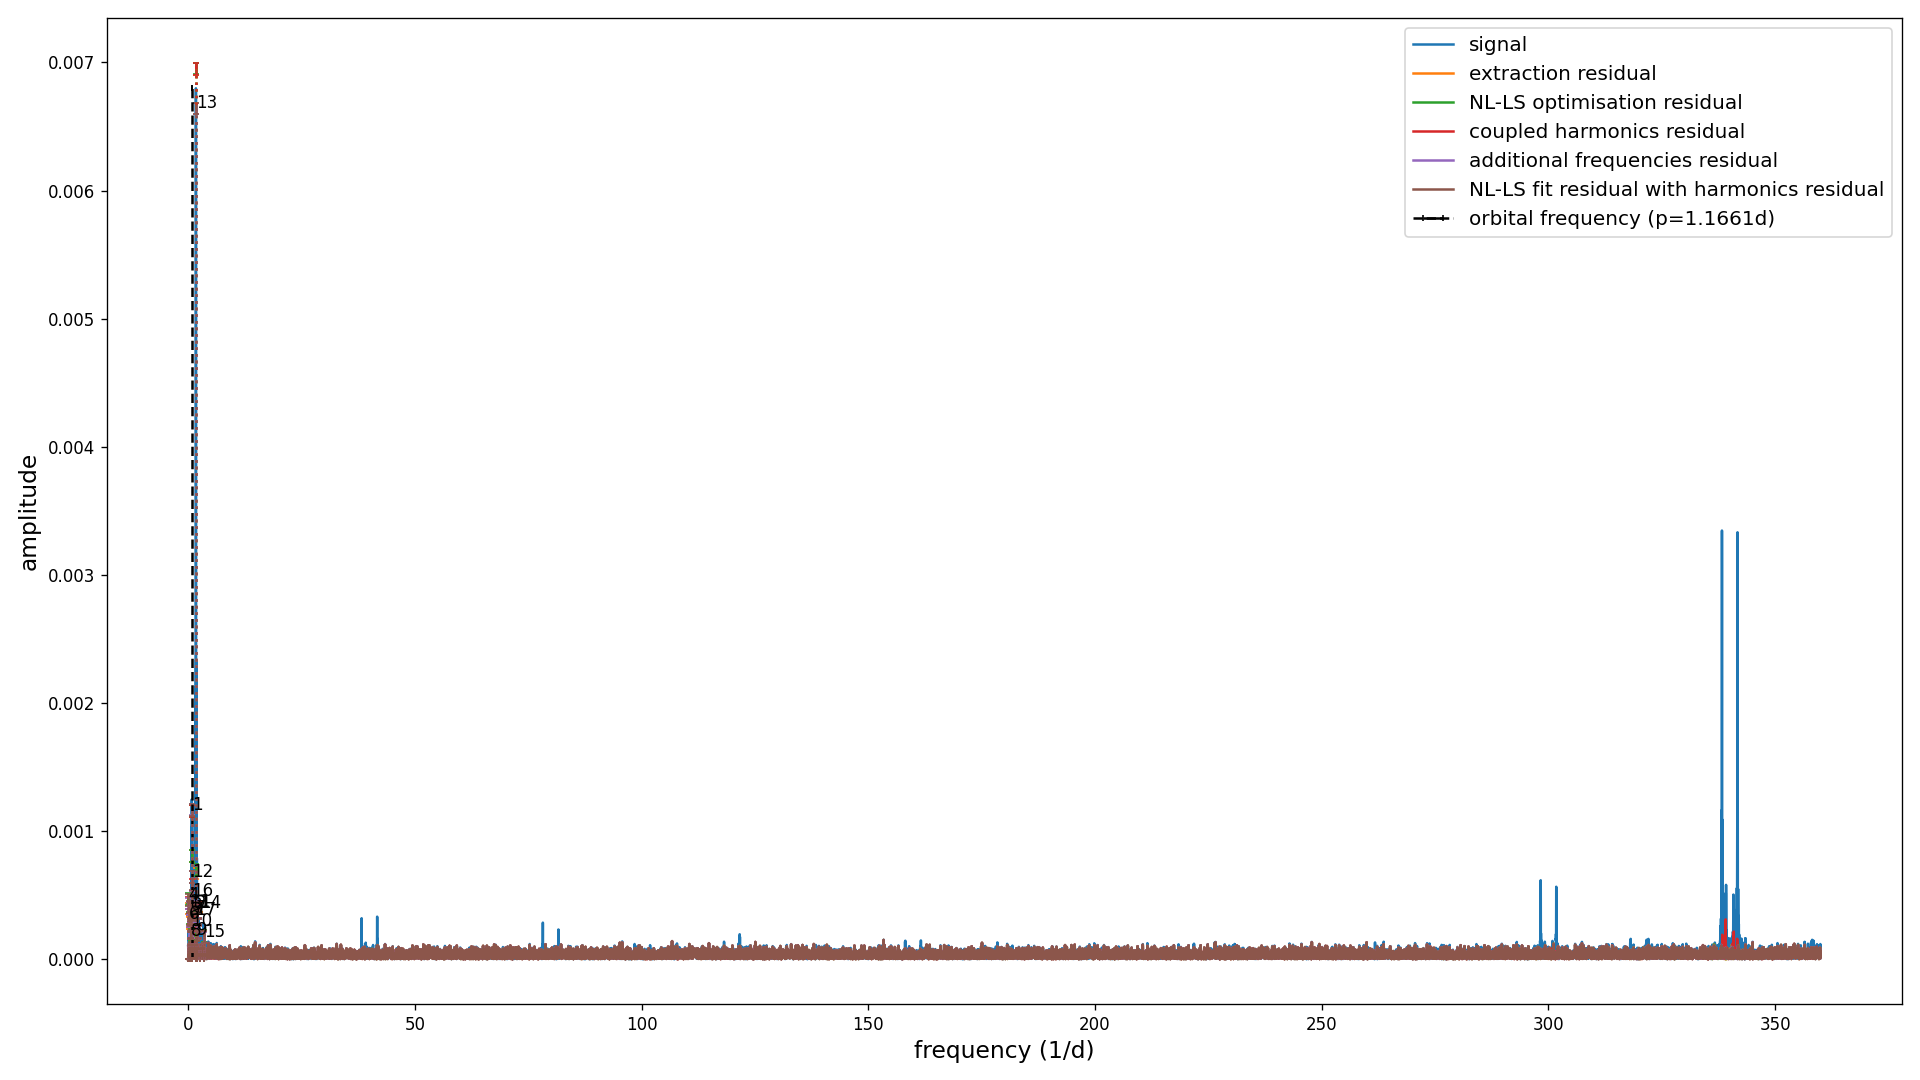 signal
extraction residual
NL-LS optimisation residual
coupled harmonics residual
additional frequencies residual
NL-LS fit residual with harmonics residual
orbital frequency (p=1.1661d)
0.007
0.006
0.005
0.004
0.003
0.002
0.001
0.000
amplitude
13
1
12
16
14
15
0 50 100 150 200 250 300 350
frequency (1/d)